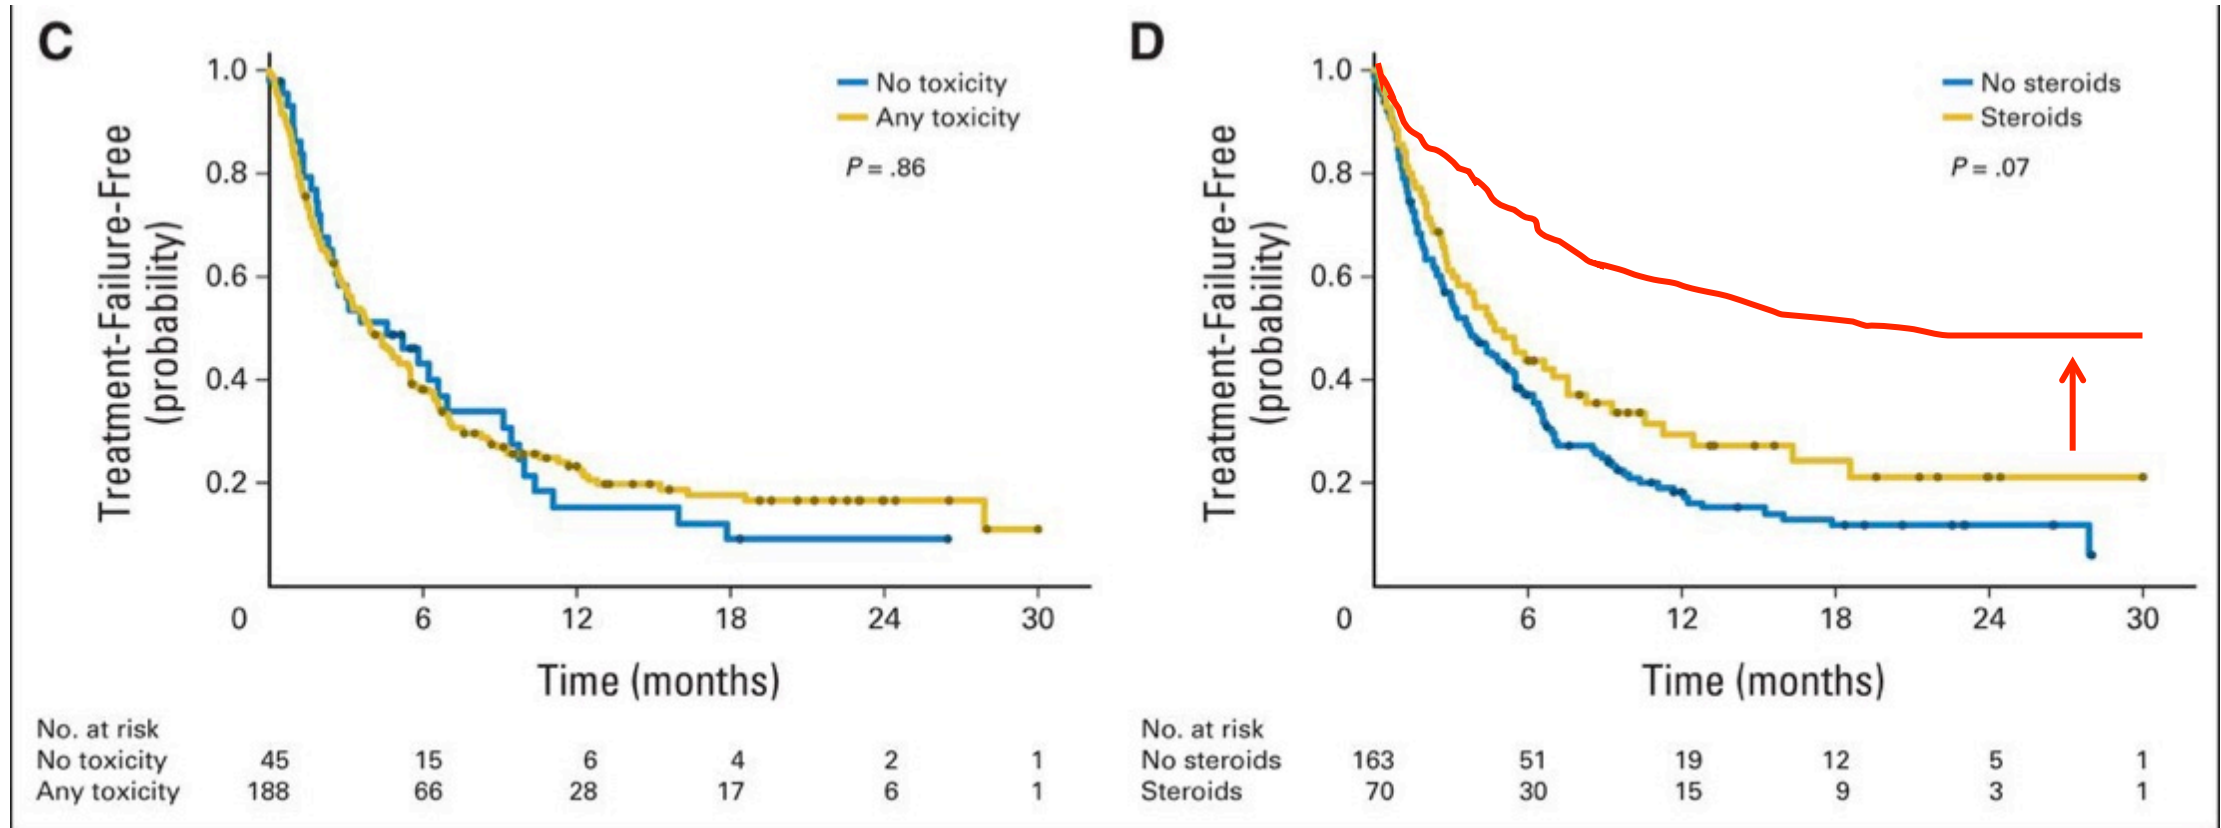 C
Treatment-Failure-Free
(probability)
1.0
0.8
0.6
0.4
0.2
No toxicity
Any toxicity
P = .86
0 6 12 18 24 30
Time (months)
No. at risk
No toxicity 45 15 6 4 2 1
Any toxicity 188 66 28 17 6 1
D
Treatment-Failure-Free
(probability)
1.0
0.8
0.6
0.4
0.2
No steroids
Steroids
P = .07
0 6 12 18 24 30
Time (months)
No. at risk
No steroids 163 51 19 12 5 1
Steroids 70 30 15 9 3 1